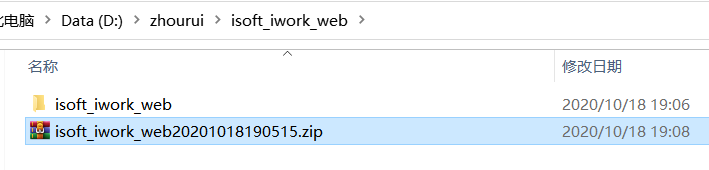 此电脑 > Data (D:) > zhourui > isoft_iwork_web >
名称 修改日期
isoft_iwork_web 2020/10/18 19:06
isoft_iwork_web20201018190515.zip 2020/10/18 19:08